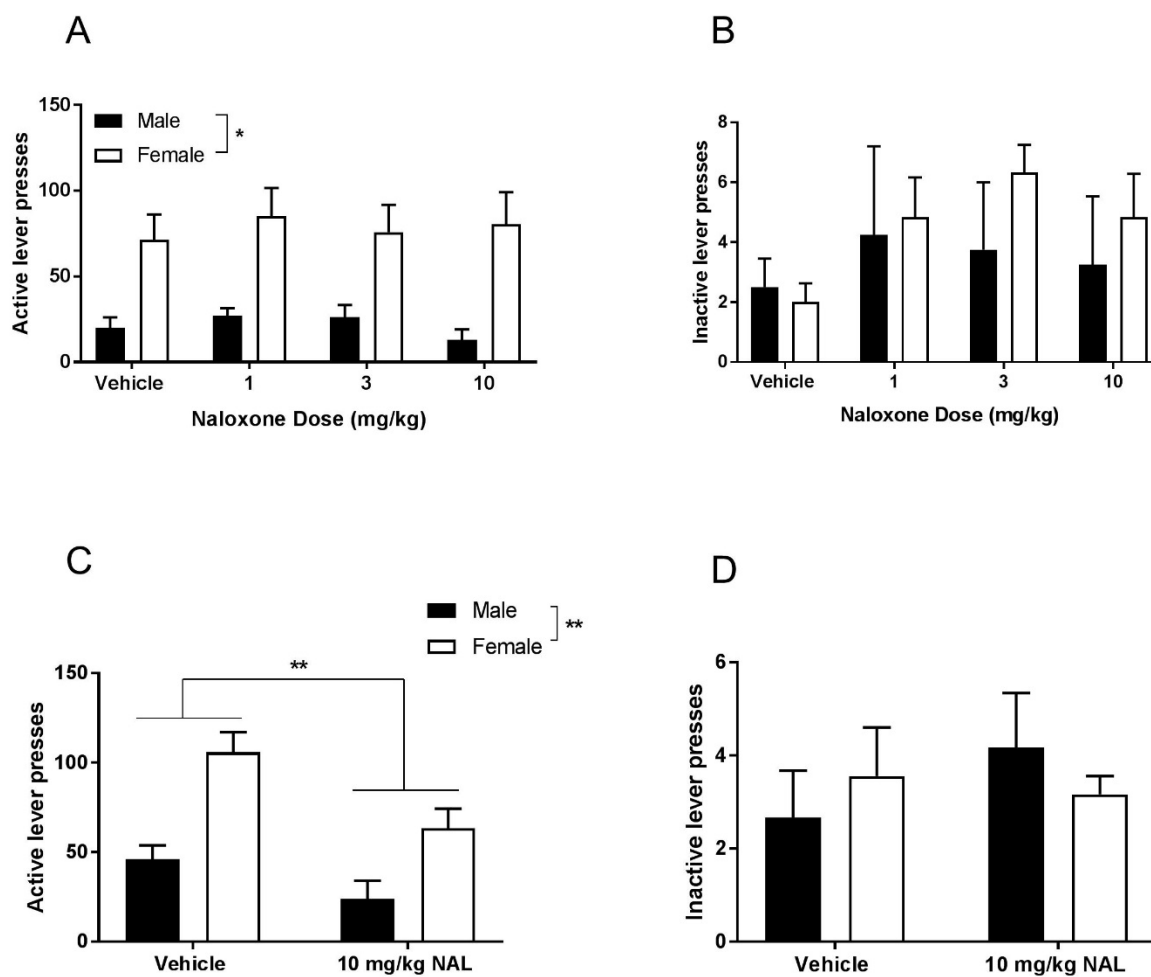 A
150
Male
*
Female
Active lever presses
100
50
0
Vehicle 1 3 10
Naloxone Dose (mg/kg)
B
8
6
Inactive lever presses
4
2
0
Vehicle 1 3 10
Naloxone Dose (mg/kg)
C
Male
**
Female
150
**
Active lever presses
100
50
0
Vehicle 10 mg/kg NAL
D
6
Inactive lever presses
4
2
0
Vehicle 10 mg/kg NAL